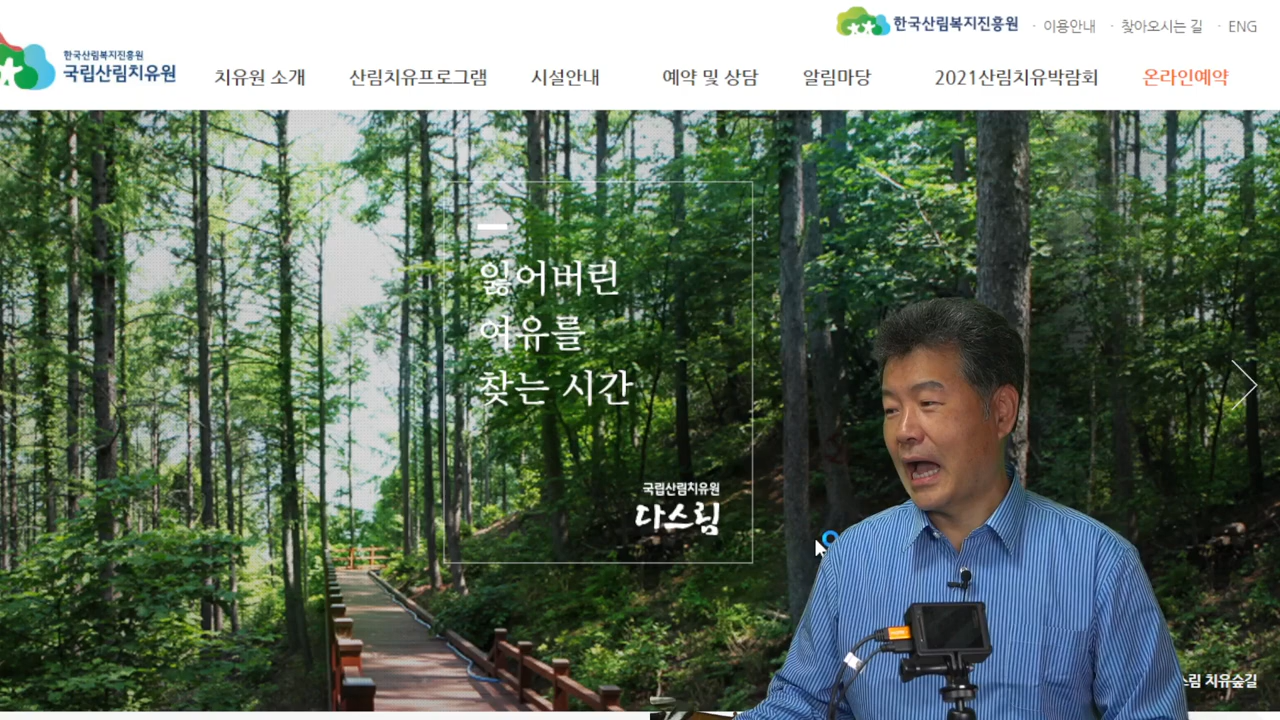 한국산림복지진흥원
· 이용안내 · 찾아오시는 길 · ENG
한국산림복지진흥원
국립산림치유원
치유원 소개 산림치유프로그램 시설안내 예약 및 상담 알림마당 2021산림치유박람회 온라인예약
잃어버린
여유를
찾는 시간
국립산림치유원
다스림
스림 치유숲길